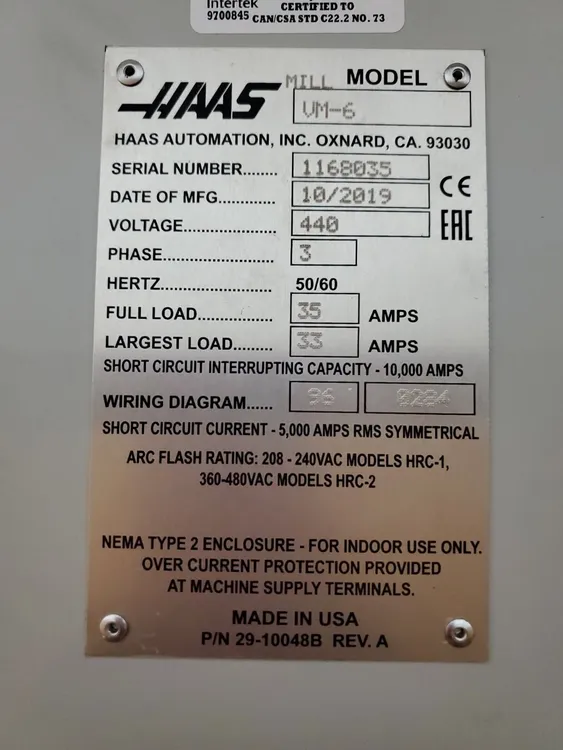 Intertek
9700845
CERTIFIED TO
CAN/CSA STD C22.2 NO. 73
HAAS
MILL MODEL
VM-6
HAAS AUTOMATION, INC. OXNARD, CA. 93030
SERIAL NUMBER........ 1168035
DATE OF MFG............. 10/2019
CE
VOLTAGE..................... 440
EAC
PHASE......................... 3
HERTZ.......................... 50/60
FULL LOAD.................. 35 AMPS
LARGEST LOAD......... 33 AMPS
SHORT CIRCUIT INTERRUPTING CAPACITY - 10,000 AMPS
WIRING DIAGRAM...... 96 0284
SHORT CIRCUIT CURRENT - 5,000 AMPS RMS SYMMETRICAL
ARC FLASH RATING: 208 - 240VAC MODELS HRC-1,
360-480VAC MODELS HRC-2
NEMA TYPE 2 ENCLOSURE - FOR INDOOR USE ONLY.
OVER CURRENT PROTECTION PROVIDED
AT MACHINE SUPPLY TERMINALS.
MADE IN USA
P/N 29-10048B REV. A